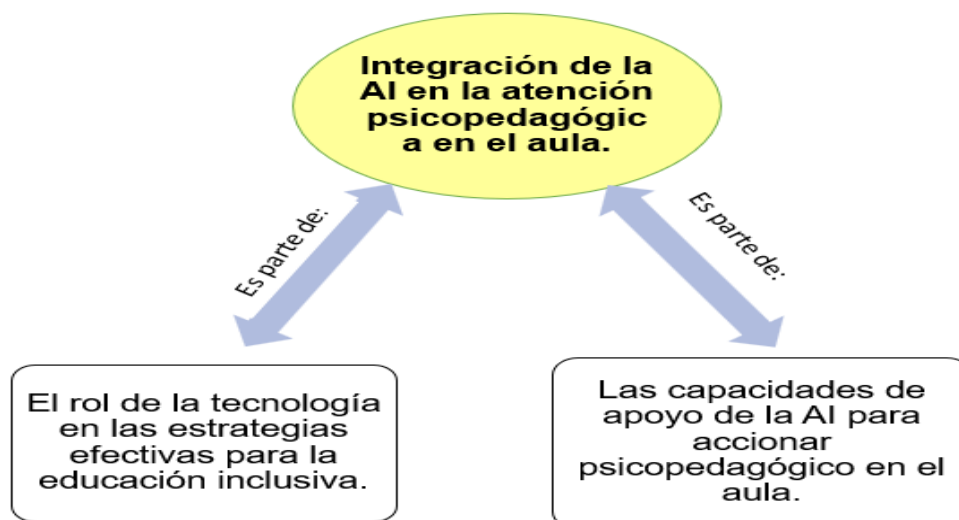 Integración de la
AI en la atención
psicopedagógic
a en el aula.
Es parte de:
Es parte de:
El rol de la tecnología
en las estrategias
efectivas para la
educación inclusiva.
Las capacidades de
apoyo de la AI para
accionar
psicopedagógico en el
aula.